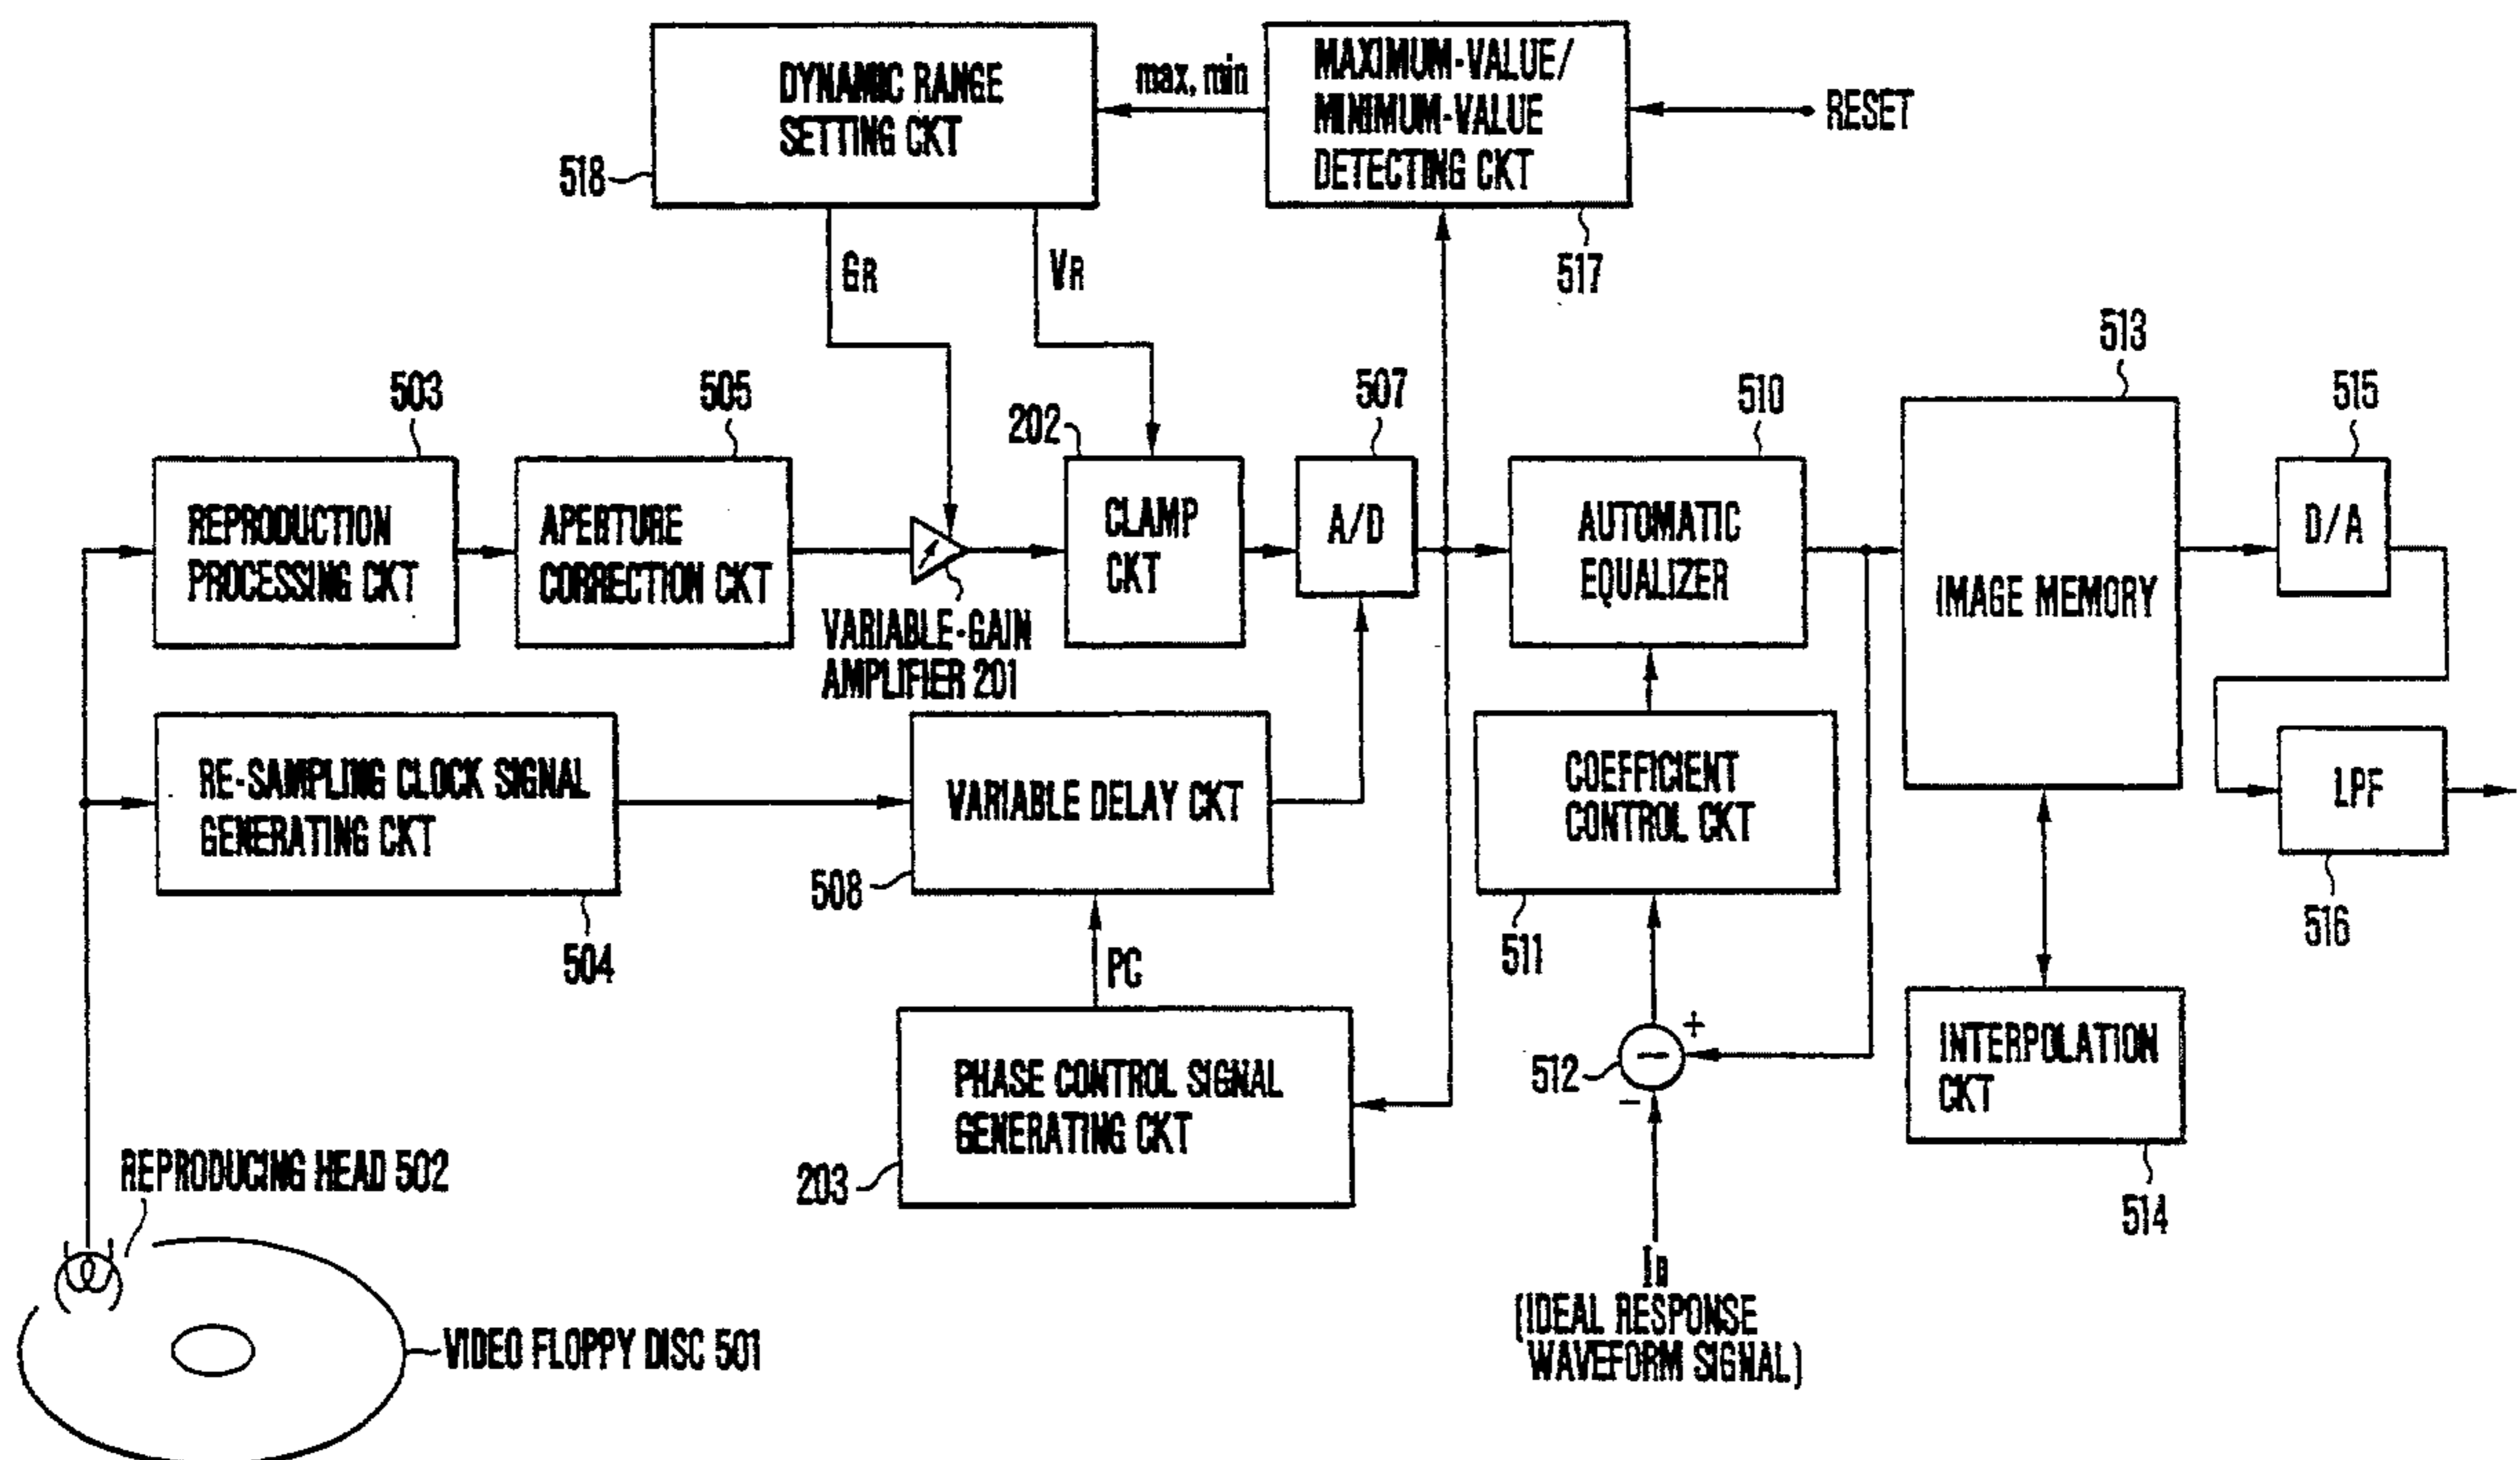 DYNAMIC RANGE
SETTING CKT
518
max, min
MAXIMUM-VALUE/
MINIMUM-VALUE
DETECTING CKT
517
RESET
GR
VR
503
REPRODUCTION
PROCESSING CKT
505
APERTURE
CORRECTION CKT
VARIABLE-GAIN
AMPLIFIER 201
202
CLAMP
CKT
507
A/D
510
AUTOMATIC
EQUALIZER
513
IMAGE MEMORY
515
D/A
RE-SAMPLING CLOCK SIGNAL
GENERATING CKT
504
VARIABLE DELAY CKT
508
PC
COEFFICIENT
CONTROL CKT
511
LPF
516
PHASE CONTROL SIGNAL
GENERATING CKT
203
512
+
−
−
INTERPOLATION
CKT
514
REPRODUCING HEAD 502
VIDEO FLOPPY DISC 501
(IDEAL RESPONSE
WAVEFORM SIGNAL)